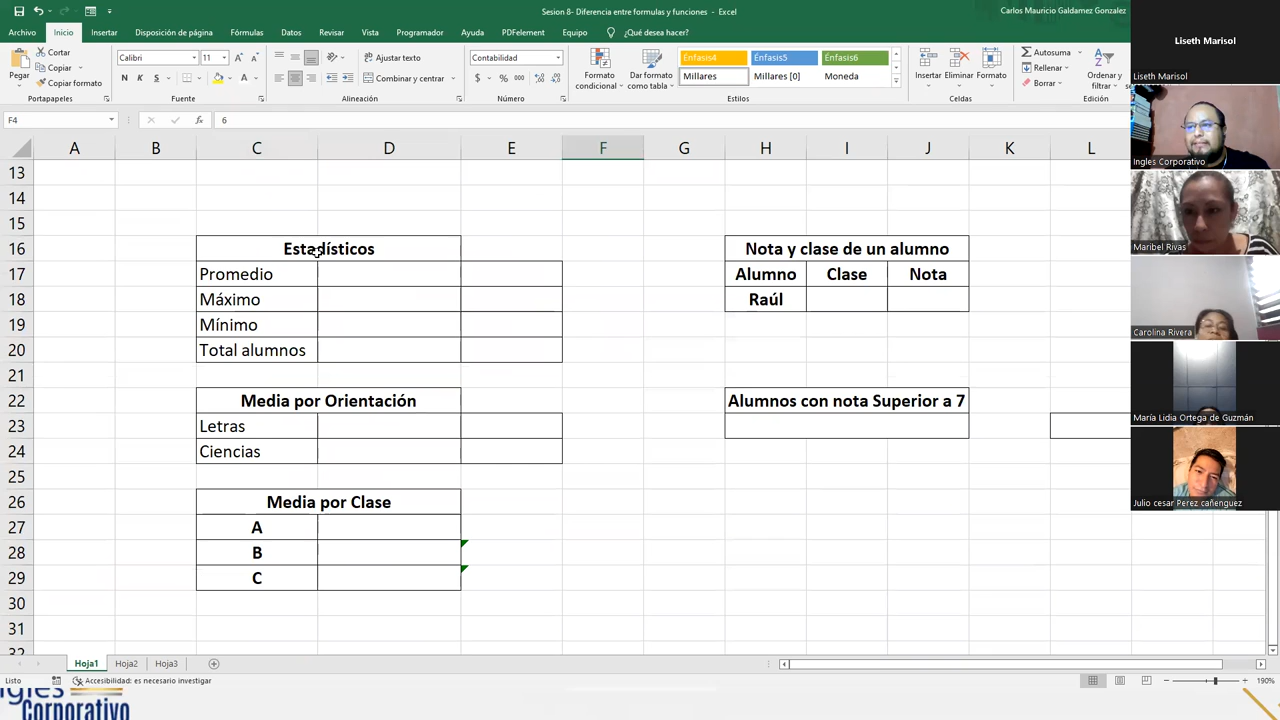 Sesion 8- Diferencia entre formulas y funciones - Excel
Carlos Mauricio Galdamez Gonzalez
Archivo Inicio Insertar Disposición de página Fórmulas Datos Revisar Vista Programador Ayuda PDFelement Equipo ¿Qué desea hacer?
Pegar
Cortar
Copiar
Copiar formato
Portapapeles
Calibri 11
N K S
Fuente
Ajustar texto
Combinar y centrar
Alineación
Contabilidad
$ % 000
Número
Formato condicional
Dar formato como tabla
Énfasis4 Énfasis5 Énfasis6
Millares Millares [0] Moneda
Estilos
Insertar Eliminar Formato
Celdas
Autosuma
Rellenar
Borrar
Ordenar y filtrar
Edición
F4 fx 6
A B C D E F G H I J K L
13
14
15
16 Estadísticos Nota y clase de un alumno
17 Promedio Alumno Clase Nota
18 Máximo Raúl
19 Mínimo
20 Total alumnos
21
22 Media por Orientación Alumnos con nota Superior a 7
23 Letras
24 Ciencias
25
26 Media por Clase
27 A
28 B
29 C
30
31
32
Hoja1 Hoja2 Hoja3
Listo Accesibilidad: es necesario investigar 190%
Ingles
Corporativo
Liseth Marisol
Liseth Marisol
Ingles Corporativo
Maribel Rivas
Carolina Rivera
María Lidia Ortega de Guzmán
Julio cesar Perez cañenguez